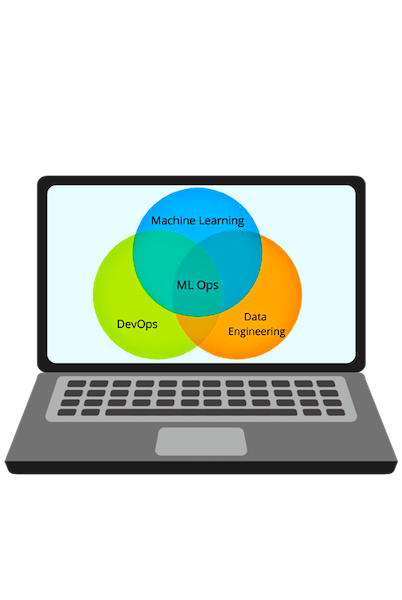 Machine Learning
ML Ops
DevOps
Data
Engineering